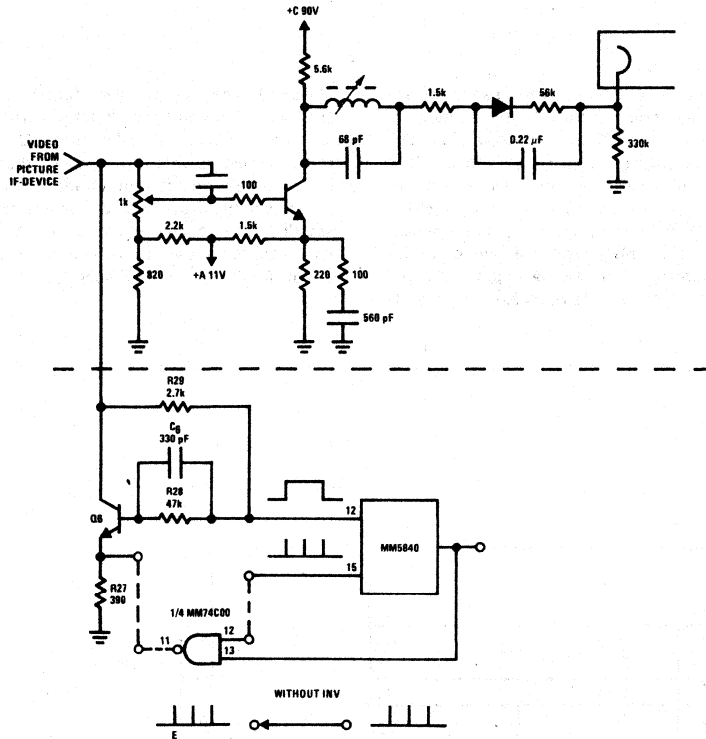 +C 90V
5.6k
1.5k
56k
68 pF
0.22 μF
330k
VIDEO
FROM
PICTURE
IF-DEVICE
1k
100
2.2k
1.5k
+A 11V
820
220
100
560 pF
R29
2.7k
C6
330 pF
R28
47k
Q6
12
MM5840
15
R27
390
1/4 MM74C00
11
12
13
WITHOUT INV
E